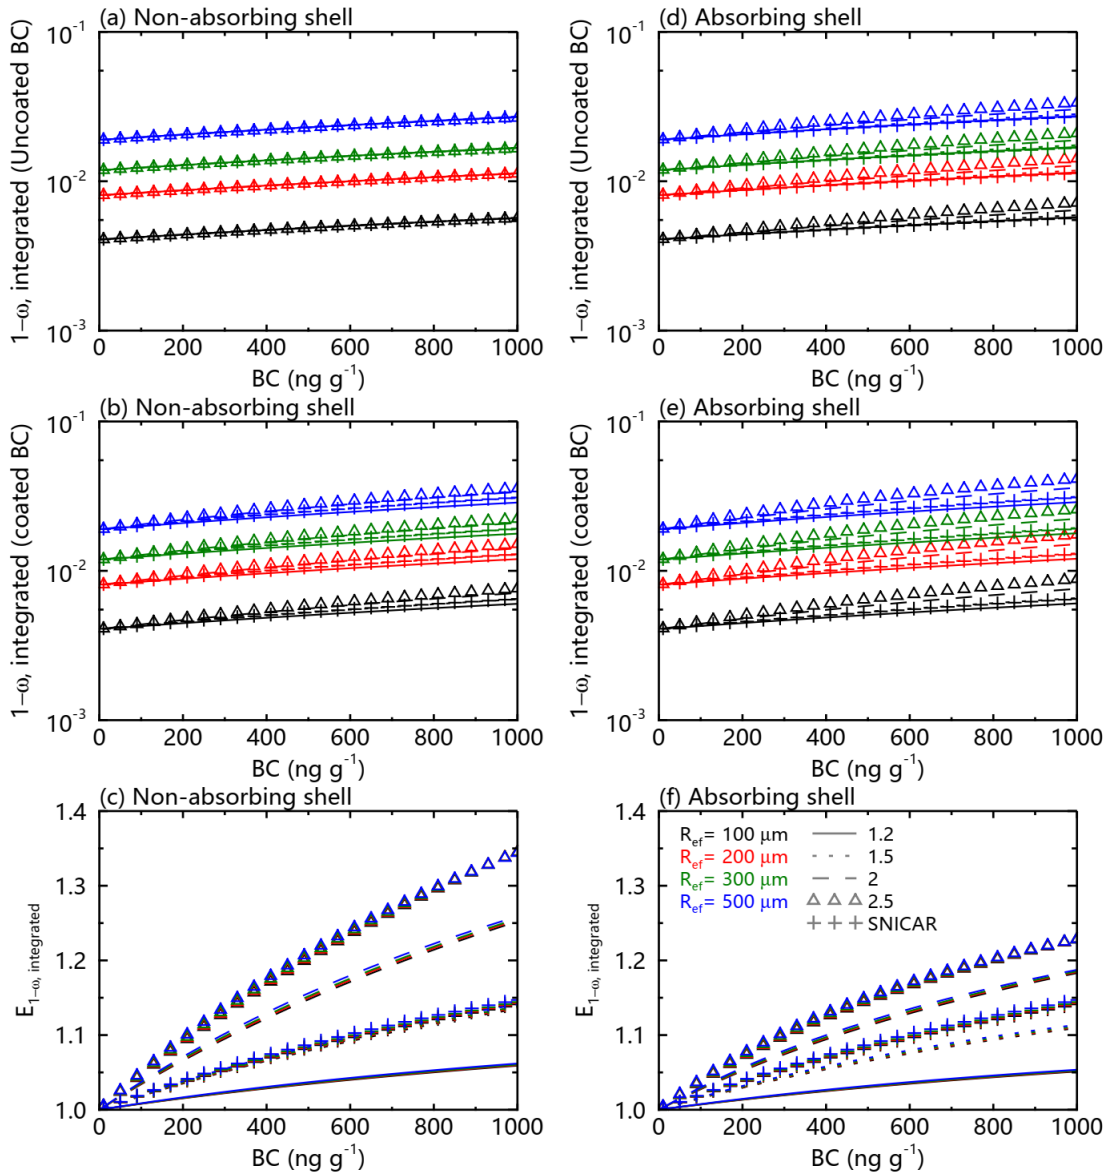 (a) Non-absorbing shell
10⁻¹
10⁻²
10⁻³
1−ω, integrated (Uncoated BC)
0 200 400 600 800 1000
BC (ng g⁻¹)
(d) Absorbing shell
10⁻¹
10⁻²
10⁻³
1−ω, integrated (Uncoated BC)
0 200 400 600 800 1000
BC (ng g⁻¹)
(b) Non-absorbing shell
10⁻¹
10⁻²
10⁻³
1−ω, integrated (coated BC)
0 200 400 600 800 1000
BC (ng g⁻¹)
(e) Absorbing shell
10⁻¹
10⁻²
10⁻³
1−ω, integrated (coated BC)
0 200 400 600 800 1000
BC (ng g⁻¹)
(c) Non-absorbing shell
1.4
1.3
1.2
1.1
1.0
E1−ω, integrated
0 200 400 600 800 1000
BC (ng g⁻¹)
(f) Absorbing shell
1.4
1.3
1.2
1.1
1.0
E1−ω, integrated
Ref= 100 μm
Ref= 200 μm
Ref= 300 μm
Ref= 500 μm
1.2
1.5
2
2.5
SNICAR
0 200 400 600 800 1000
BC (ng g⁻¹)